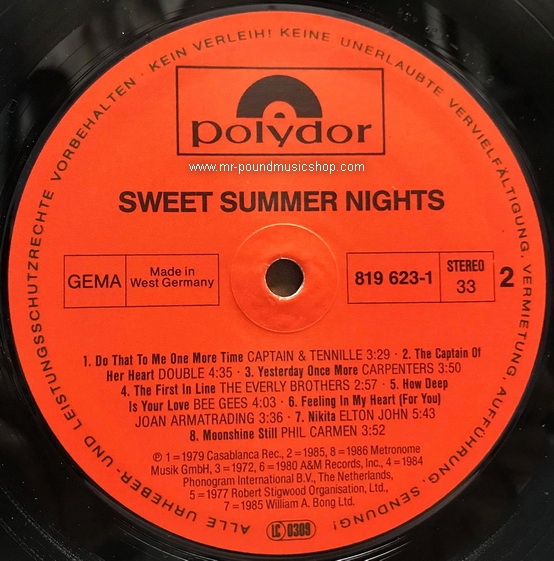 ALLE URHEBER- UND LEISTUNGSSCHUTZRECHTE VORBEHALTEN · KEIN VERLEIH! KEINE UNERLAUBTE VERVIELFÄLTIGUNG, VERMIETUNG, AUFFÜHRUNG, SENDUNG!
polydor
www.mr-poundmusicshop.com
SWEET SUMMER NIGHTS
GEMA
Made in
West Germany
819 623-1
STEREO
33
2
1. Do That To Me One More Time CAPTAIN & TENNILLE 3:29 · 2. The Captain Of
Her Heart DOUBLE 4:35 · 3. Yesterday Once More CARPENTERS 3:50
4. The First In Line THE EVERLY BROTHERS 2:57 · 5. How Deep
Is Your Love BEE GEES 4:03 · 6. Feeling In My Heart (For You)
JOAN ARMATRADING 3:36 · 7. Nikita ELTON JOHN 5:43
8. Moonshine Still PHIL CARMEN 3:52
℗ 1 = 1979 Casablanca Rec., 2 = 1985, 8 = 1986 Metronome
Musik GmbH, 3 = 1972, 6 = 1980 A&M Records, Inc., 4 = 1984
Phonogram International B.V., The Netherlands,
5 = 1977 Robert Stigwood Organisation, Ltd.,
7 = 1985 William A. Bong Ltd.
LC 0309